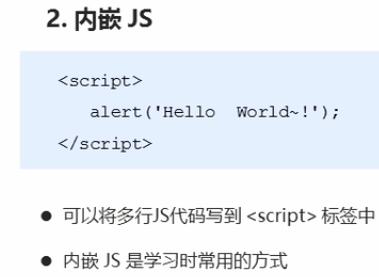 2. 内嵌 JS
<script>
alert('Hello  World~!');
</script>
● 可以将多行JS代码写到 <script> 标签中
● 内嵌 JS 是学习时常用的方式